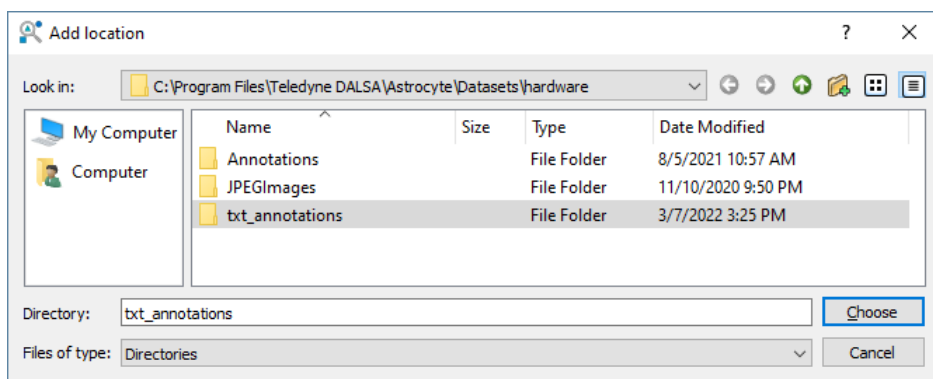 Add location
Look in: C:\Program Files\Teledyne DALSA\Astrocyte\Datasets\hardware
My Computer
Computer
Name Size Type Date Modified
Annotations File Folder 8/5/2021 10:57 AM
JPEGImages File Folder 11/10/2020 9:50 PM
txt_annotations File Folder 3/7/2022 3:25 PM
Directory: txt_annotations Choose
Files of type: Directories Cancel